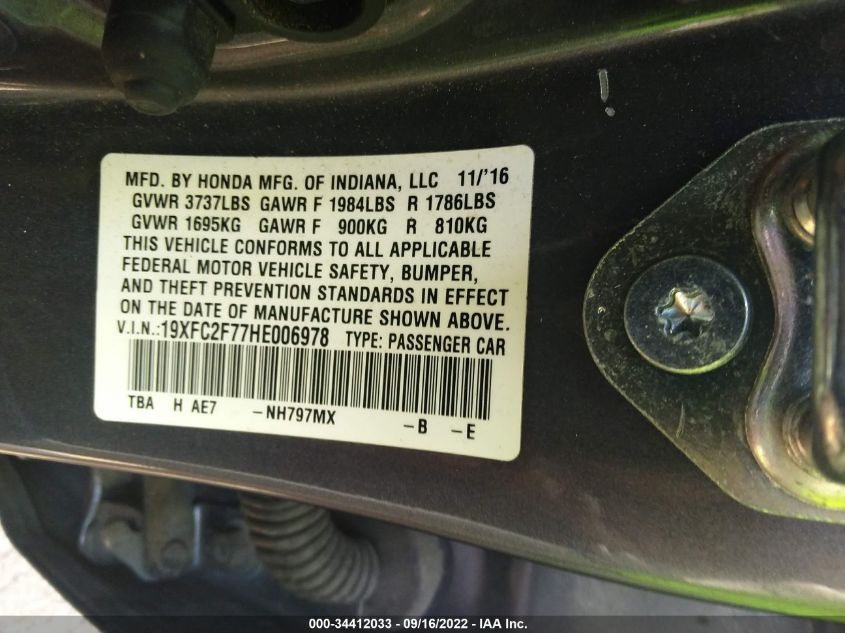 MFD. BY HONDA MFG. OF INDIANA, LLC 11/'16
GVWR 3737LBS GAWR F 1984LBS R 1786LBS
GVWR 1695KG GAWR F 900KG R 810KG
THIS VEHICLE CONFORMS TO ALL APPLICABLE
FEDERAL MOTOR VEHICLE SAFETY, BUMPER,
AND THEFT PREVENTION STANDARDS IN EFFECT
ON THE DATE OF MANUFACTURE SHOWN ABOVE.
V.I.N.:19XFC2F77HE006978 TYPE: PASSENGER CAR
TBA H AE7 -NH797MX -B -E
000-34412033 - 09/16/2022 - IAA Inc.